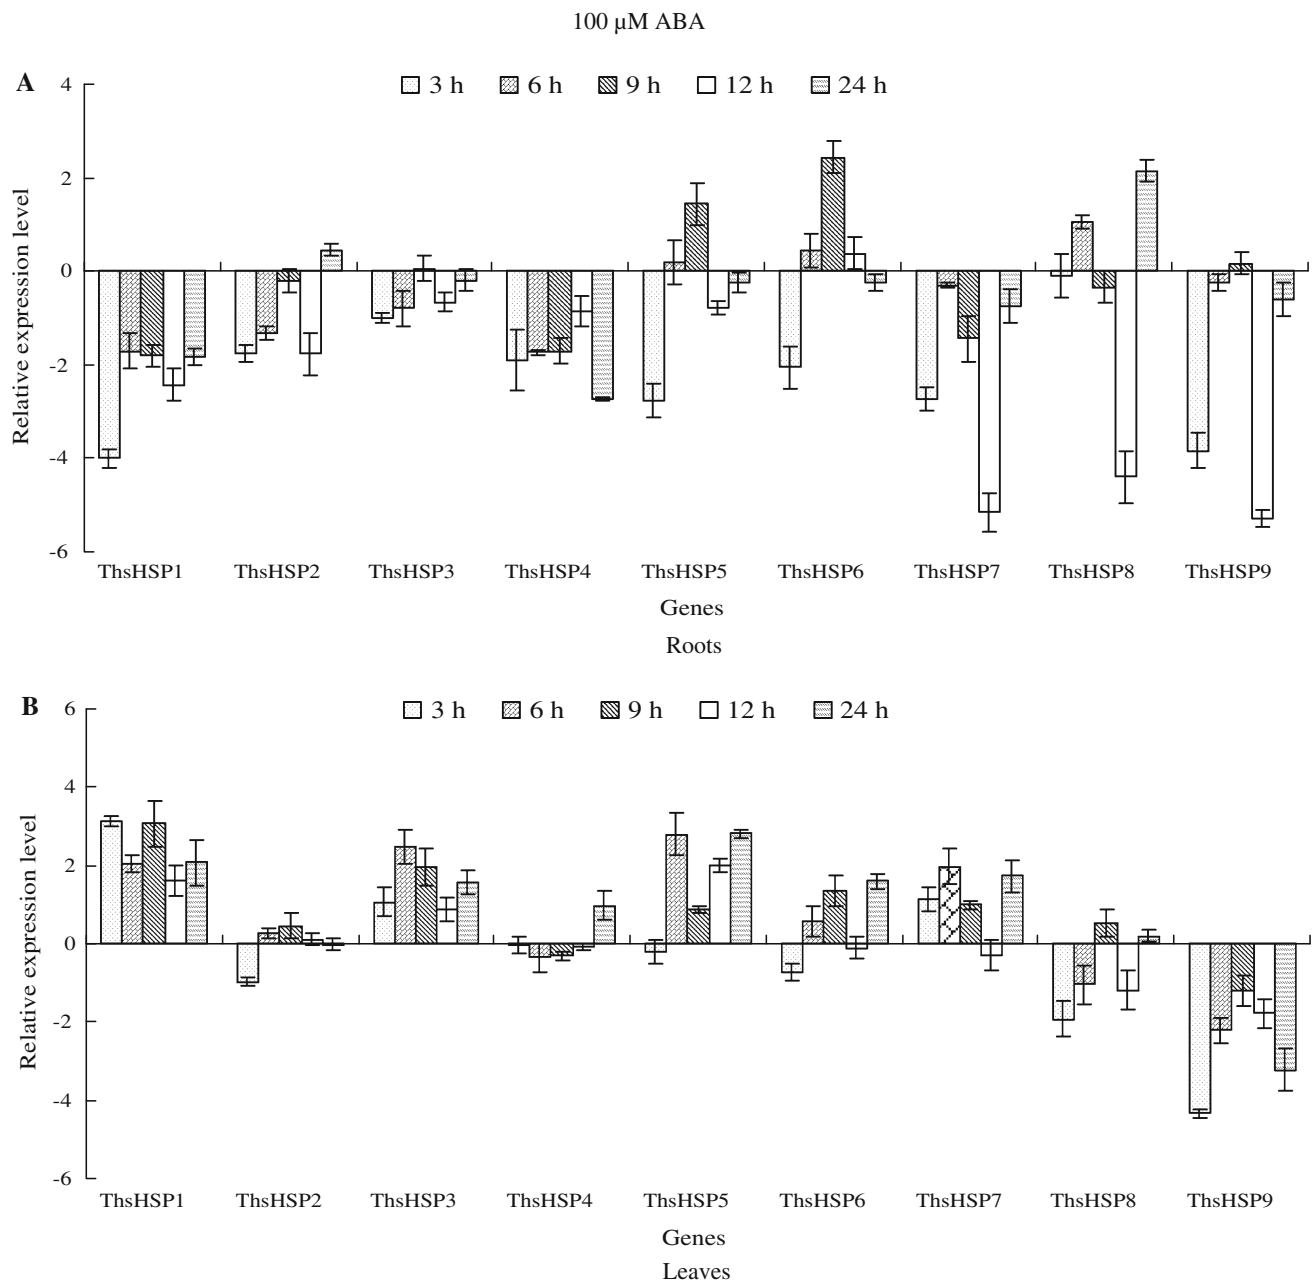 100 µM ABA
A
3 h 6 h 9 h 12 h 24 h
4
2
0
-2
-4
-6
Relative expression level
ThsHSP1 ThsHSP2 ThsHSP3 ThsHSP4 ThsHSP5 ThsHSP6 ThsHSP7 ThsHSP8 ThsHSP9
Genes
Roots
B
3 h 6 h 9 h 12 h 24 h
6
4
2
0
-2
-4
-6
Relative expression level
ThsHSP1 ThsHSP2 ThsHSP3 ThsHSP4 ThsHSP5 ThsHSP6 ThsHSP7 ThsHSP8 ThsHSP9
Genes
Leaves